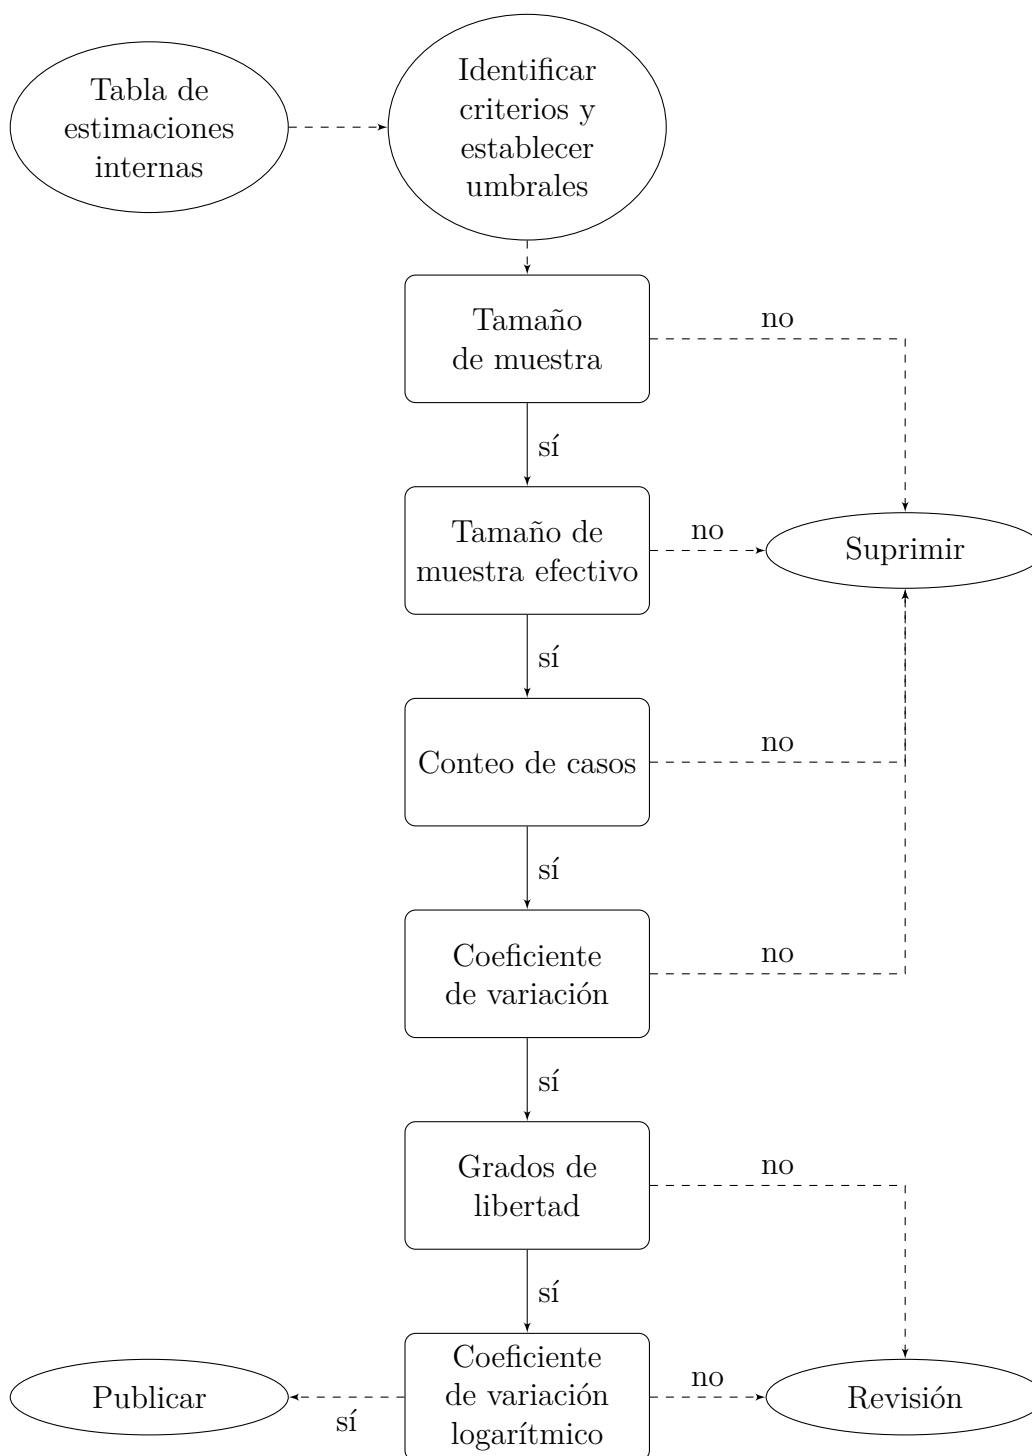 Tabla de
estimaciones
internas
Identificar
criterios y
establecer
umbrales
Tamaño
de muestra
no
sí
Tamaño de
muestra efectivo
no
Suprimir
sí
Conteo de casos
no
sí
Coeficiente
de variación
no
sí
Grados de
libertad
no
sí
Coeficiente
de variación
logarítmico
no
Revisión
sí
Publicar